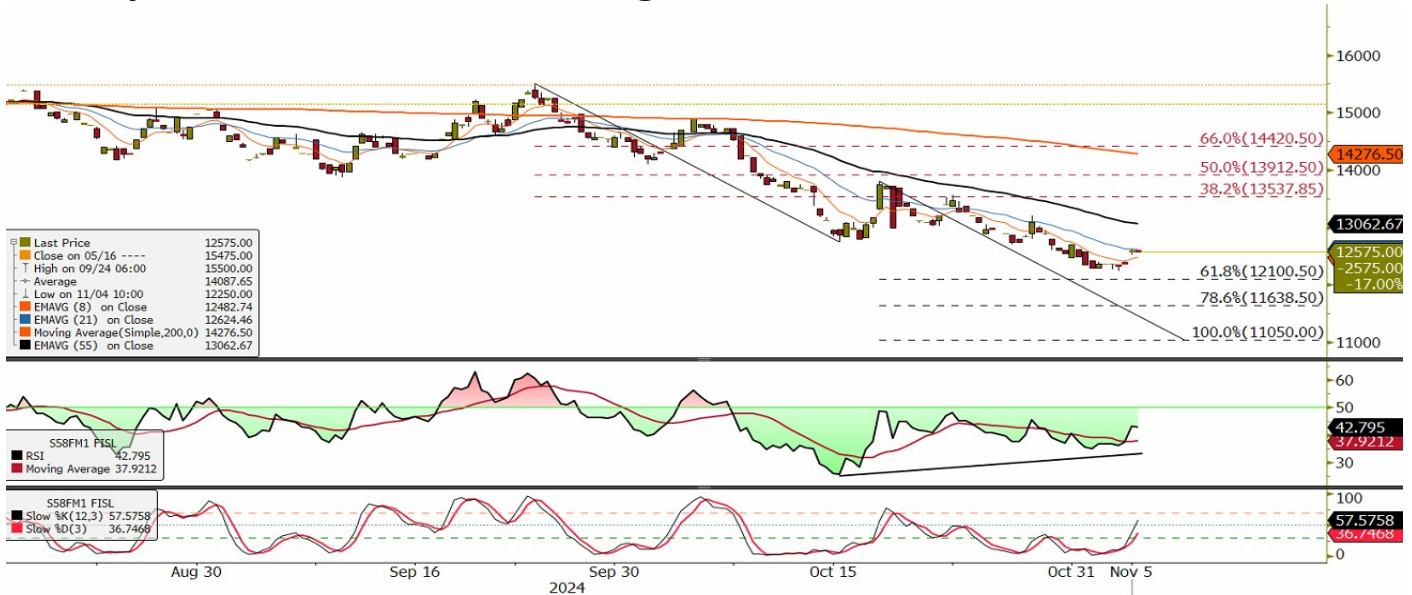 16000
15000
66.0%(14420.50)
14276.50
50.0%(13912.50)
14000
38.2%(13537.85)
13062.67
12575.00
-2575.00
-17.00%
61.8%(12100.50)
78.6%(11638.50)
100.0%(11050.00)
11000
Last Price 12575.00
Close on 05/16 ---- 15475.00
High on 09/24 06:00 15500.00
Average 14087.65
Low on 11/04 10:00 12250.00
EMAVG (8) on Close 12482.74
EMAVG (21) on Close 12624.46
Moving Average(Simple,200,0) 14276.50
EMAVG (55) on Close 13062.67
60
50
42.795
37.9212
30
S58FM1 FISL
RSI 42.795
Moving Average 37.9212
100
57.5758
36.7468
0
S58FM1 FISL
Slow %K(12,3) 57.5758
Slow %D(3) 36.7468
Aug 30 Sep 16 Sep 30 Oct 15 Oct 31 Nov 5
2024